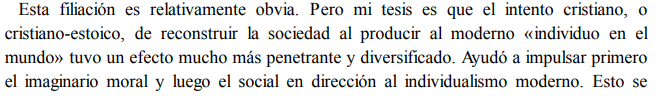 Esta filiación es relativamente obvia. Pero mi tesis es que el intento cristiano, o
cristiano-estoico, de reconstruir la sociedad al producir al moderno «individuo en el
mundo» tuvo un efecto mucho más penetrante y diversificado. Ayudó a impulsar primero
el imaginario moral y luego el social en dirección al individualismo moderno. Esto se